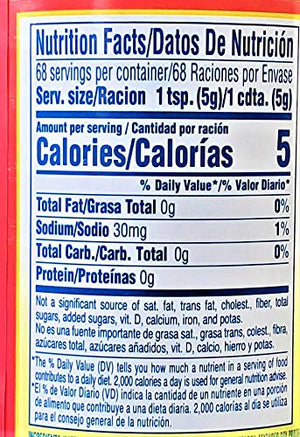 Nutrition Facts/Datos De Nutrición
68 servings per container/68 Raciones por Envase
Serv. size/Racion 1 tsp. (5g)/1 cdta. (5g)
Amount per serving / Cantidad por ración
Calories/Calorías 5
% Daily Value*/% Valor Diario*
Total Fat/Grasa Total 0g 0%
Sodium/Sodio 30mg 1%
Total Carb./Carb. Total 0g 0%
Protein/Proteínas 0g
Not a significant source of sat. fat, trans fat, cholest., fiber, total
sugars, added sugars, vit. D, calcium, iron, and potas.
No es una fuente importante de grasa sat., grasa trans, colest., fibra,
azúcares total, azúcares añadidos, vit. D, calcio, hierro y potas.
*The % Daily Value (DV) tells you how much a nutrient in a serving of food
contributes to a daily diet. 2,000 calories a day is used for general nutrition advise.
*El % de Valor Diario (VD) indica la cantidad de un nutriente en una porción
de alimento que contribuye a una dieta diaria. 2,000 calorías al día se utiliza
para el consejo general de la nutrición.